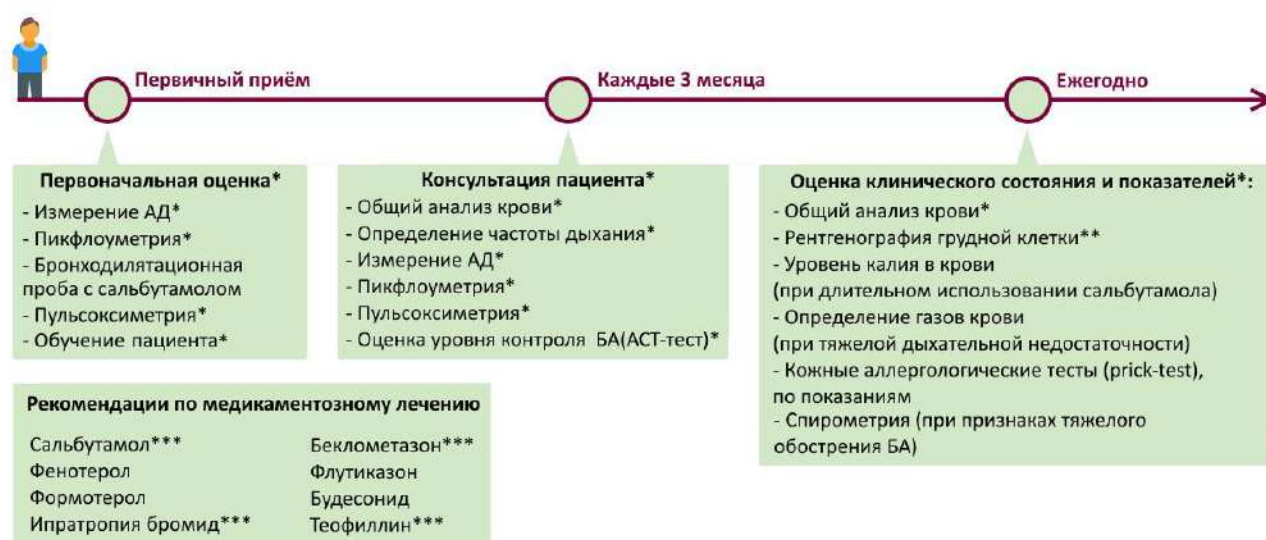 Первичный приём
Каждые 3 месяца
Ежегодно
Первоначальная оценка*
- Измерение АД*
- Пикфлоуметрия*
- Бронходилятационная
проба с сальбутамолом
- Пульсоксиметрия*
- Обучение пациента*
Консультация пациента*
- Общий анализ крови*
- Определение частоты дыхания*
- Измерение АД*
- Пикфлоуметрия*
- Пульсоксиметрия*
- Оценка уровня контроля БА(АСТ-тест)*
Оценка клинического состояния и показателей*:
- Общий анализ крови*
- Рентгенография грудной клетки**
- Уровень калия в крови
(при длительном использовании сальбутамола)
- Определение газов крови
(при тяжелой дыхательной недостаточности)
- Кожные аллергологические тесты (prick-test),
по показаниям
- Спирометрия (при признаках тяжелого
обострения БА)
Рекомендации по медикаментозному лечению
Сальбутамол***
Фенотерол
Формотерол
Ипратропия бромид***
Беклометазон***
Флутиказон
Будесонид
Теофиллин***